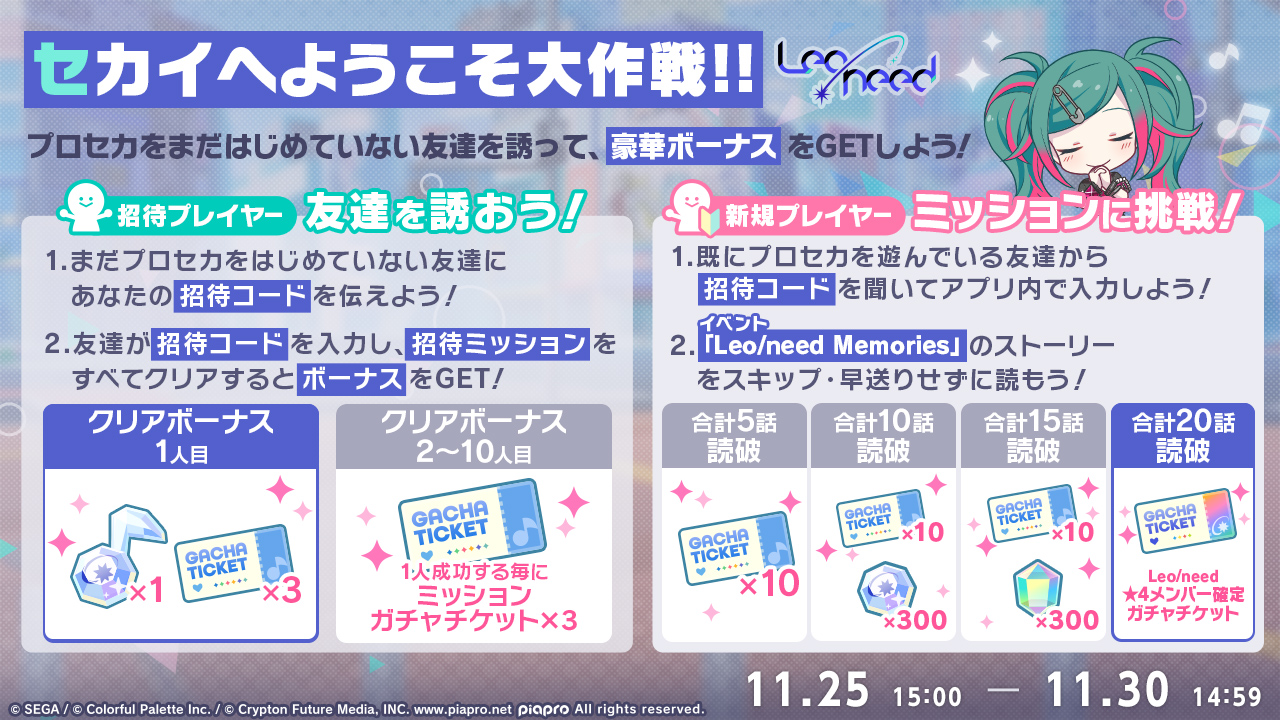 セカイへようこそ大作戦!!
Leo/need
プロセカをまだはじめていない友達を誘って、豪華ボーナスをGETしよう!
招待プレイヤー 友達を誘おう!
1.まだプロセカをはじめていない友達に
あなたの招待コードを伝えよう!
2.友達が招待コードを入力し、招待ミッションを
すべてクリアするとボーナスをGET!
クリアボーナス
1人目
×1
GACHA
TICKET
×3
クリアボーナス
2〜10人目
GACHA
TICKET
1人成功する毎に
ミッション
ガチャチケット×3
新規プレイヤー ミッションに挑戦!
1.既にプロセカを遊んでいる友達から
招待コードを聞いてアプリ内で入力しよう!
イベント
2.「Leo/need Memories」のストーリー
をスキップ・早送りせずに読もう!
合計5話
読破
GACHA
TICKET
×10
合計10話
読破
GACHA
TICKET
×10
×300
合計15話
読破
GACHA
TICKET
×10
×300
合計20話
読破
GACHA
TICKET
Leo/need
★4メンバー確定
ガチャチケット
11.25 15:00 — 11.30 14:59
© SEGA / © Colorful Palette Inc. / © Crypton Future Media, INC. www.piapro.net piapro All rights reserved.